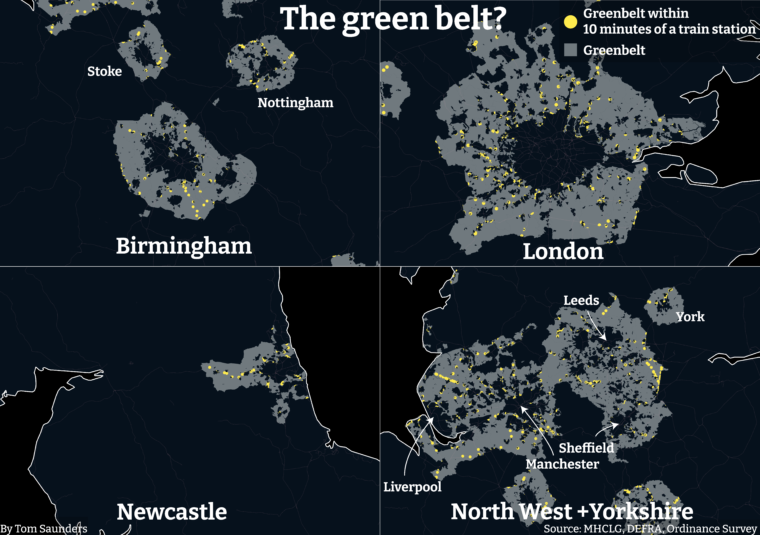 The green belt?
Greenbelt within
10 minutes of a train station
Greenbelt
Stoke
Nottingham
Birmingham
London
Leeds
York
Sheffield
Manchester
Liverpool
Newcastle
North West +Yorkshire
By Tom Saunders
Source: MHCLG, DEFRA, Ordinance Survey